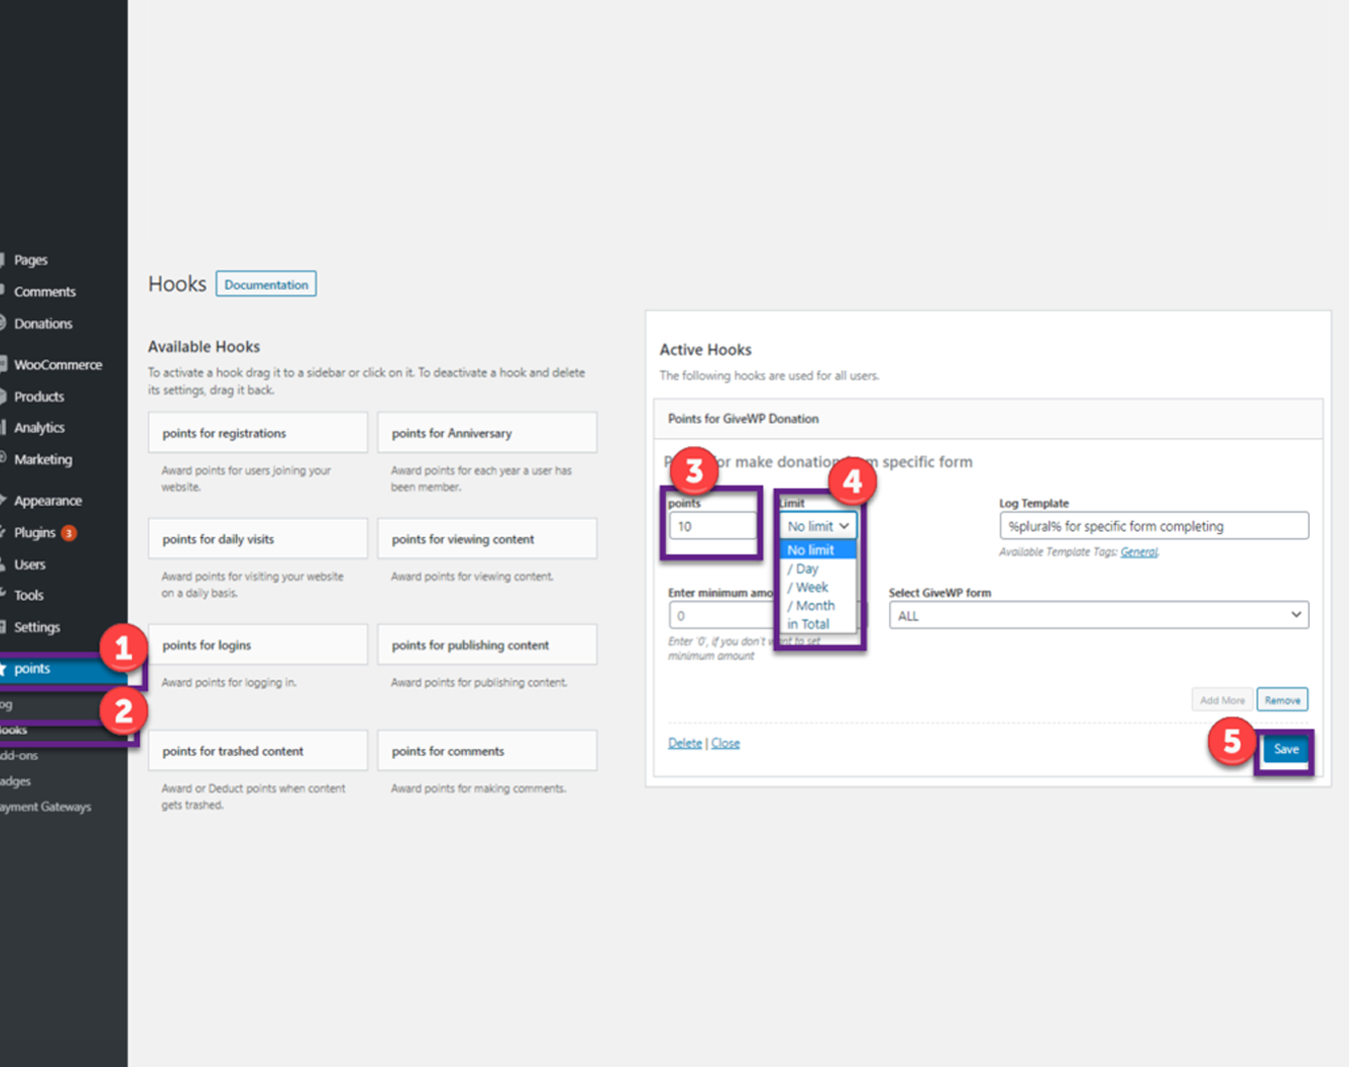 Pages
Comments
Donations
WooCommerce
Products
Analytics
Marketing
Appearance
Plugins 3
Users
Tools
Settings
1
points
og
2
ooks
dd-ons
adges
ayment Gateways
Hooks Documentation
Available Hooks
To activate a hook drag it to a sidebar or click on it. To deactivate a hook and delete
its settings, drag it back.
points for registrations
Award points for users joining your
website.
points for Anniversary
Award points for each year a user has
been member.
points for daily visits
Award points for visiting your website
on a daily basis.
points for viewing content
Award points for viewing content.
points for logins
Award points for logging in.
points for publishing content
Award points for publishing content.
points for trashed content
Award or Deduct points when content
gets trashed.
points for comments
Award points for making comments.
Active Hooks
The following hooks are used for all users.
Points for GiveWP Donation
or make donation m specific form
3
points
10
4
Limit
No limit
No limit
/ Day
/ Week
/ Month
in Total
Log Template
%plural% for specific form completing
Available Template Tags: General.
Enter minimum amo
0
Enter '0', if you don't want to set
minimum amount
Select GiveWP form
ALL
Add More Remove
Delete | Close
5
Save